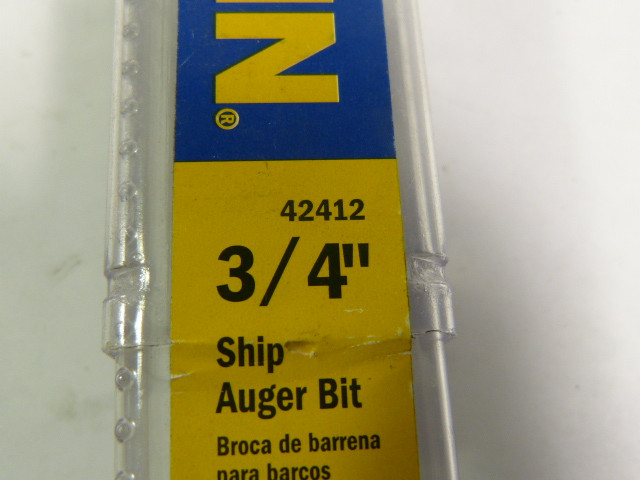 N®
42412
3/4"
Ship
Auger Bit
Broca de barrena
para barcos